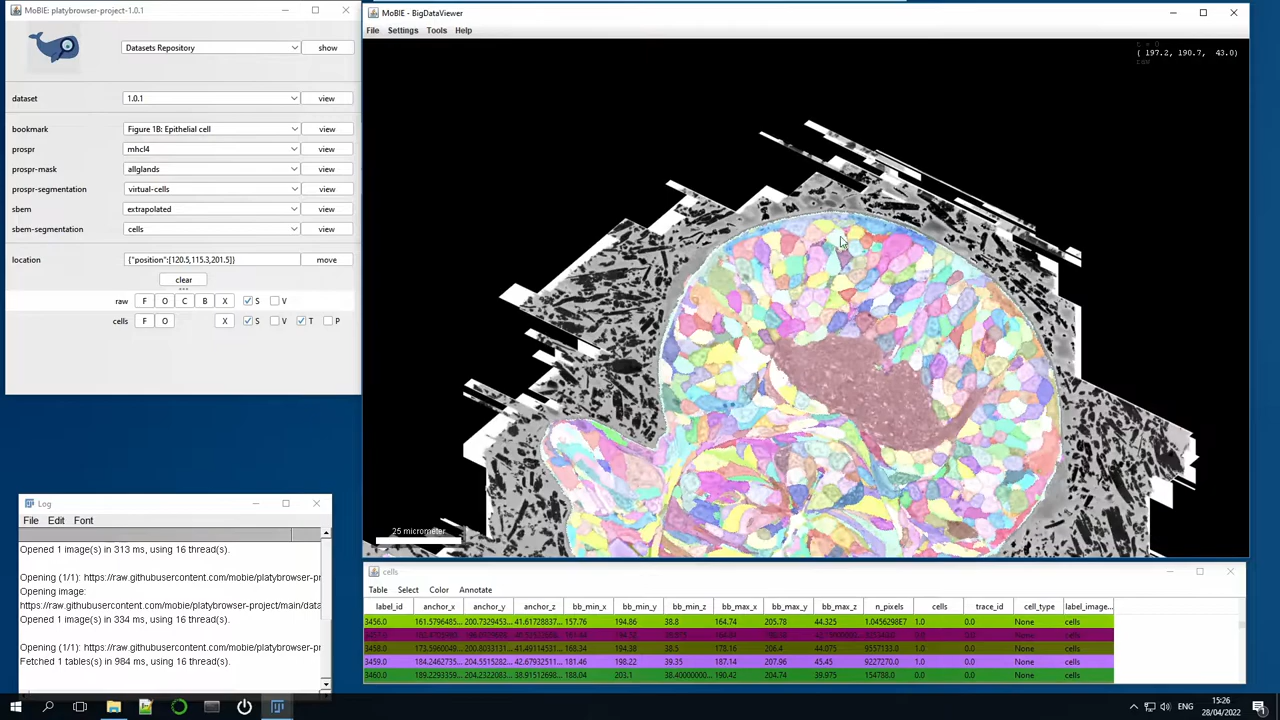 MoBIE: platybrowser-project-1.0.1
Datasets Repository show
dataset 1.0.1 view
bookmark Figure 1B: Epithelial cell view
prospr mhcl4 view
prospr-mask allglands view
prospr-segmentation virtual-cells view
sbem extrapolated view
sbem-segmentation cells view
location {"position":[120.5,115.3,201.5]} move
clear
raw F O C B X S V
cells F O X S V T P
MoBIE - BigDataViewer
File Settings Tools Help
( 197.2, 190.7, 43.0)
raw
25 micrometer
Log
File Edit Font
Opened 1 image(s) in 313 ms, using 16 thread(s).
Opening (1/1): https://raw.githubusercontent.com/mobie/platybrowser-pr
Opening image:
https://raw.githubusercontent.com/mobie/platybrowser-project/main/data
Opened 1 image(s) in 334 ms, using 16 thread(s).
Opening (1/1): https://raw.githubusercontent.com/mobie/platybrowser-pr
Fetched 1 tables(s) in 984 ms, using 16 thread(s).
cells
Table Select Color Annotate
label_id anchor_x anchor_y anchor_z bb_min_x bb_min_y bb_min_z bb_max_x bb_max_y bb_max_z n_pixels cells trace_id cell_type label_image...
3456.0 161.5796485... 200.7329453... 41.61728837... 157.76 194.86 38.8 164.74 205.78 44.325 1.0456298E7 1.0 0.0 None cells
3458.0 173.5960049... 200.8033131... 41.49114531... 194.38 38.5 178.16 206.4 44.075 9557133.0 1.0 0.0 None cells
3459.0 184.2462735... 204.5515282... 42.67932511... 181.46 198.22 39.35 187.14 207.96 45.45 9227270.0 1.0 0.0 None cells
3460.0 189.2293359... 204.2322083... 38.91512698... 188.04 203.1 38.40000000... 190.42 204.74 39.975 154788.0 1.0 0.0 None cells
ENG
15:26
28/04/2022